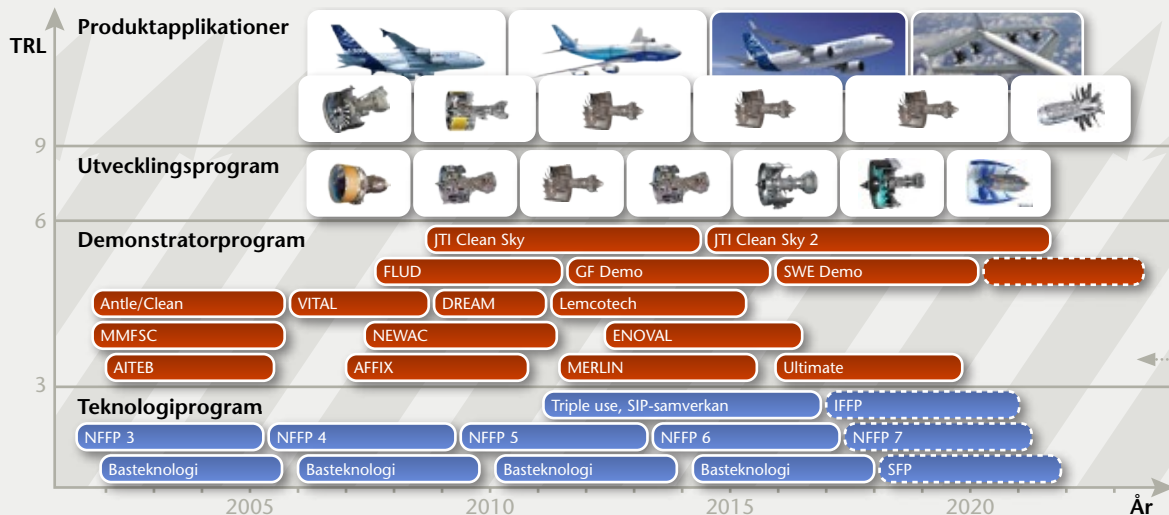 Produktapplikationer
TRL
9
Utvecklingsprogram
6
Demonstratorprogram
JTI Clean Sky
JTI Clean Sky 2
FLUD
GF Demo
SWE Demo
Antle/Clean
VITAL
DREAM
Lemcotech
MMFSC
NEWAC
ENOVAL
AITEB
AFFIX
MERLIN
Ultimate
3
Teknologiprogram
Triple use, SIP-samverkan
IFFP
NFFP 3
NFFP 4
NFFP 5
NFFP 6
NFFP 7
Basteknologi
Basteknologi
Basteknologi
Basteknologi
SFP
2005
2010
2015
2020
År